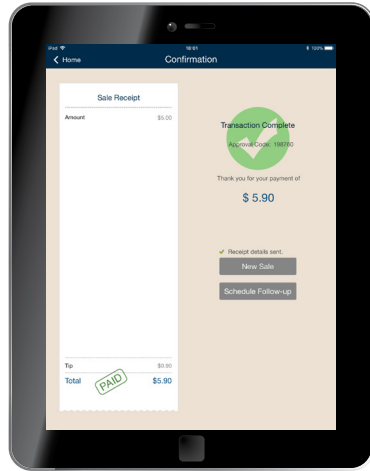 iPad 16:01 100%
Home Confirmation
Sale Receipt
Amount $5.00
Tip $0.90
Total PAID $5.90
Transaction Complete
Approval Code: 198760
Thank you for your payment of
$ 5.90
Receipt details sent.
New Sale
Schedule Follow-up